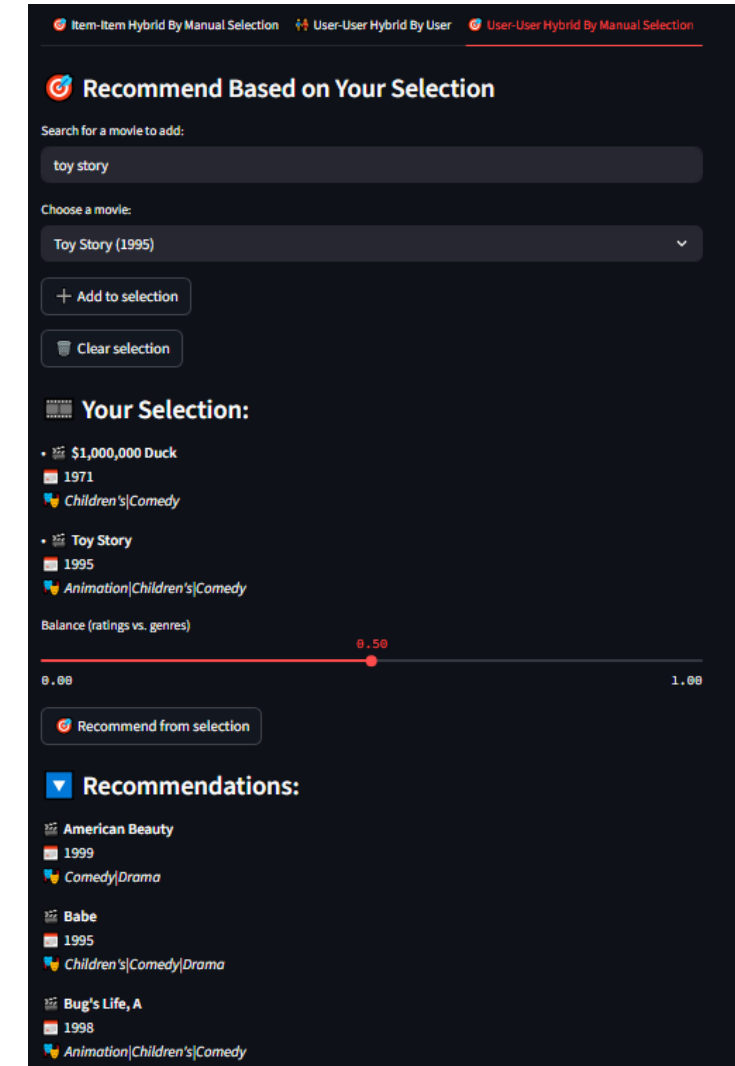 Item-Item Hybrid By Manual Selection User-User Hybrid By User User-User Hybrid By Manual Selection
Recommend Based on Your Selection
Search for a movie to add:
toy story
Choose a movie:
Toy Story (1995)
Add to selection
Clear selection
Your Selection:
• $1,000,000 Duck
1971
Children's|Comedy
• Toy Story
1995
Animation|Children's|Comedy
Balance (ratings vs. genres)
0.50
0.00 1.00
Recommend from selection
Recommendations:
American Beauty
1999
Comedy|Drama
Babe
1995
Children's|Comedy|Drama
Bug's Life, A
1998
Animation|Children's|Comedy